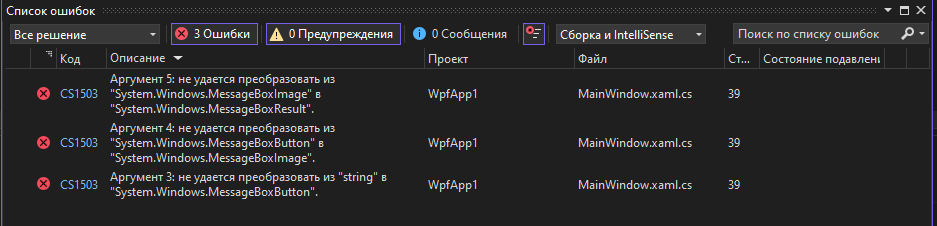 Список ошибок
Все решение 3 Ошибки 0 Предупреждения 0 Сообщения Сборка и IntelliSense Поиск по списку ошибок
Код Описание Проект Файл Ст... Состояние подавлени
CS1503 Аргумент 5: не удается преобразовать из
"System.Windows.MessageBoxImage" в
"System.Windows.MessageBoxResult". WpfApp1 MainWindow.xaml.cs 39
CS1503 Аргумент 4: не удается преобразовать из
"System.Windows.MessageBoxButton" в
"System.Windows.MessageBoxImage". WpfApp1 MainWindow.xaml.cs 39
CS1503 Аргумент 3: не удается преобразовать из "string" в
"System.Windows.MessageBoxButton". WpfApp1 MainWindow.xaml.cs 39